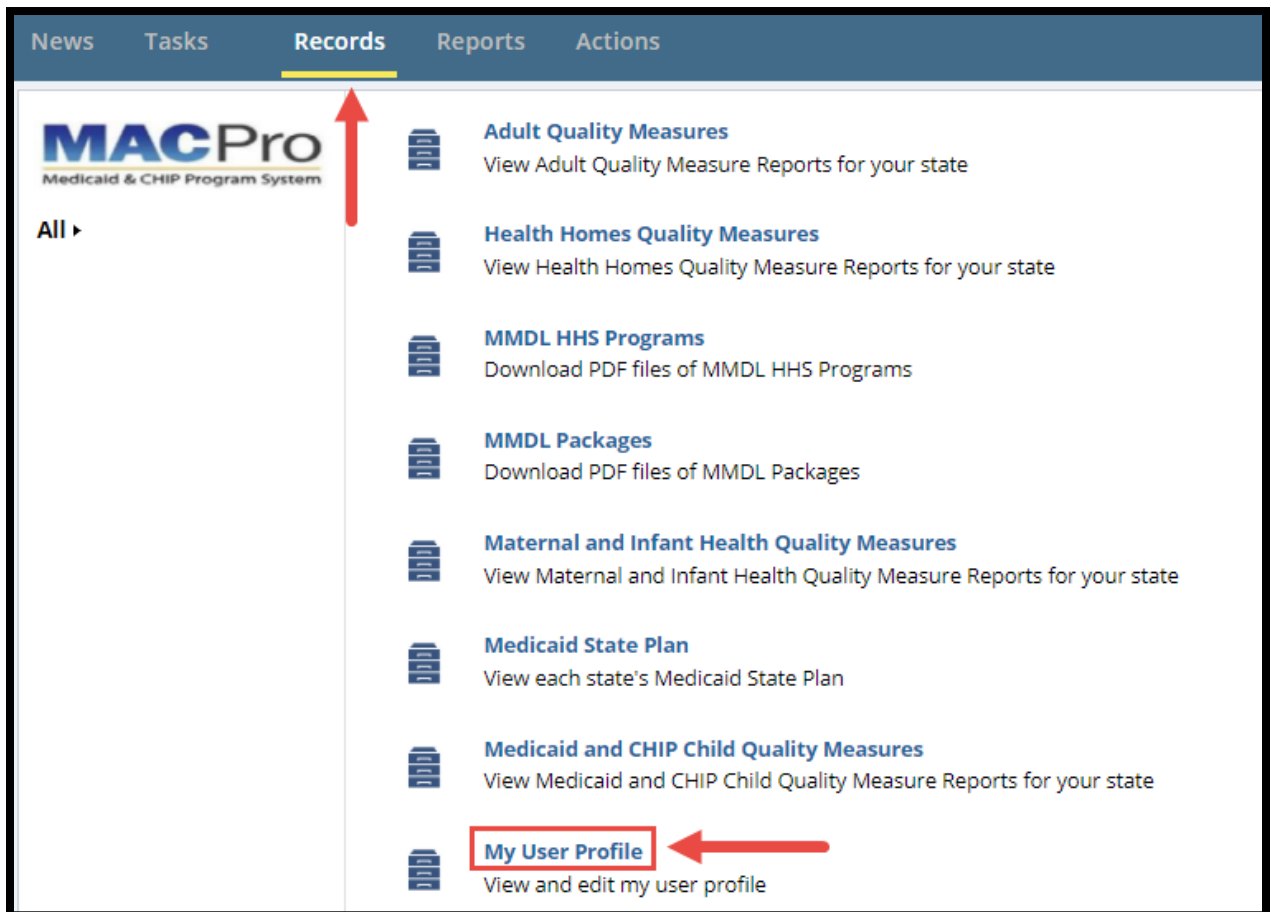 News Tasks Records Reports Actions
MACPro
Medicaid & CHIP Program System
All
Adult Quality Measures
View Adult Quality Measure Reports for your state
Health Homes Quality Measures
View Health Homes Quality Measure Reports for your state
MMDL HHS Programs
Download PDF files of MMDL HHS Programs
MMDL Packages
Download PDF files of MMDL Packages
Maternal and Infant Health Quality Measures
View Maternal and Infant Health Quality Measure Reports for your state
Medicaid State Plan
View each state's Medicaid State Plan
Medicaid and CHIP Child Quality Measures
View Medicaid and CHIP Child Quality Measure Reports for your state
My User Profile
View and edit my user profile